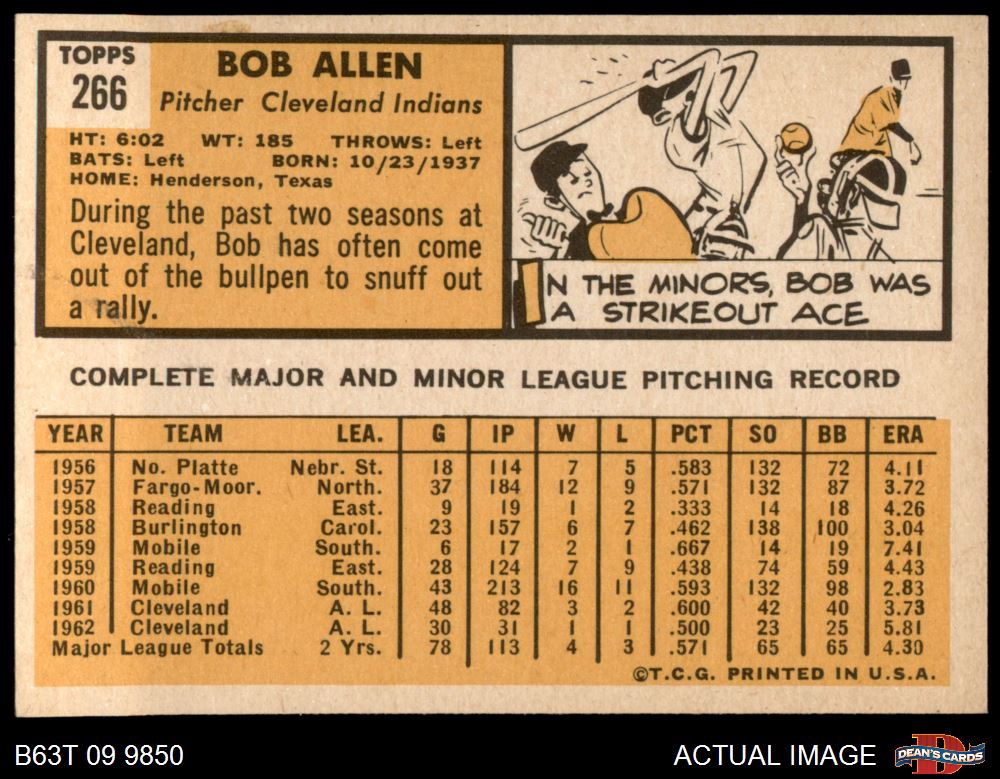 TOPPS
266
BOB ALLEN
Pitcher Cleveland Indians
HT: 6:02 WT: 185 THROWS: Left
BATS: Left BORN: 10/23/1937
HOME: Henderson, Texas
During the past two seasons at
Cleveland, Bob has often come
out of the bullpen to snuff out
a rally.
IN THE MINORS, BOB WAS
A STRIKEOUT ACE
COMPLETE MAJOR AND MINOR LEAGUE PITCHING RECORD
YEAR TEAM LEA. G IP W L PCT SO BB ERA
1956 No. Platte Nebr. St. 18 114 7 5 .583 132 72 4.11
1957 Fargo-Moor. North. 37 184 12 9 .571 132 87 3.72
1958 Reading East. 9 19 1 2 .333 14 18 4.26
1958 Burlington Carol. 23 157 6 7 .462 138 100 3.04
1959 Mobile South. 6 17 2 1 .667 14 19 7.41
1959 Reading East. 28 124 7 9 .438 74 59 4.43
1960 Mobile South. 43 213 16 11 .593 132 98 2.83
1961 Cleveland A. L. 48 82 3 2 .600 42 40 3.73
1962 Cleveland A. L. 30 31 1 1 .500 23 25 5.81
Major League Totals 2 Yrs. 78 113 4 3 .571 65 65 4.30
©T.C.G. PRINTED IN U.S.A.
B63T 09 9850
ACTUAL IMAGE
DEAN'S CARDS